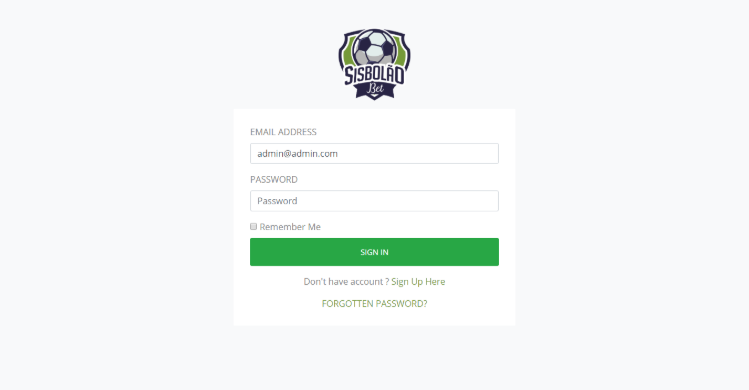 SISBOLÃO
Bet
EMAIL ADDRESS
admin@admin.com
PASSWORD
Password
Remember Me
SIGN IN
Don't have account ? Sign Up Here
FORGOTTEN PASSWORD?